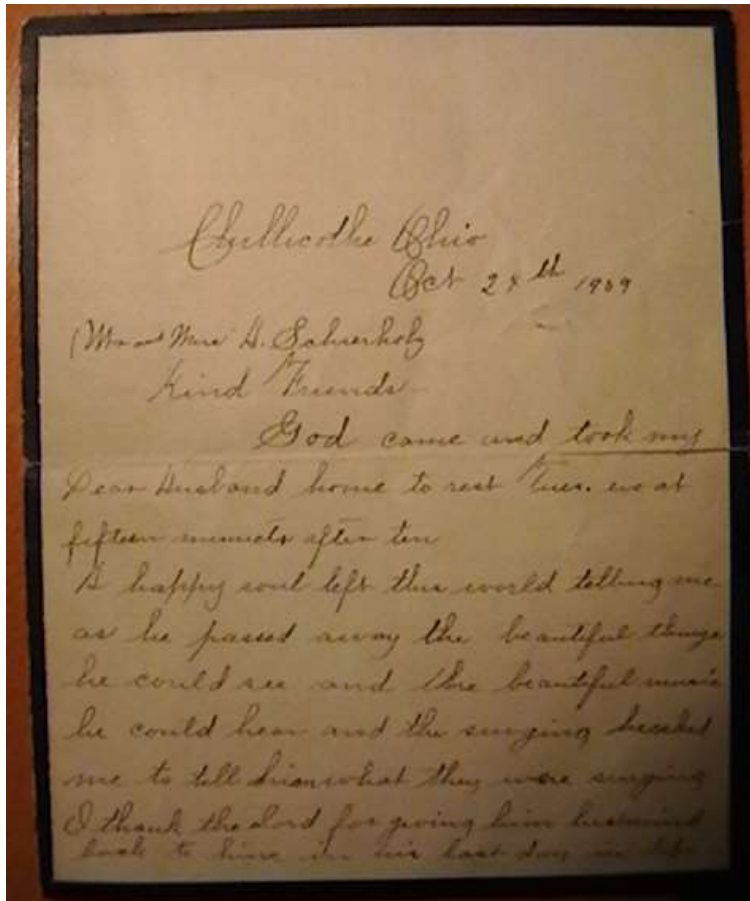 Chillicothe Ohio
Oct 28th 1909
Mr and Mrs H. Schierholz
Kind Friends
God came and took my
Dear Husband home to rest Tues. ev at
fifteen minuets after ten
A happy soul left this world telling me
as he passed away the beautiful things
he could see and the beautiful music
he could hear and the singing he asked
me to tell him what they were singing
I thank the Lord for giving him his mind
back to him in his last day in life